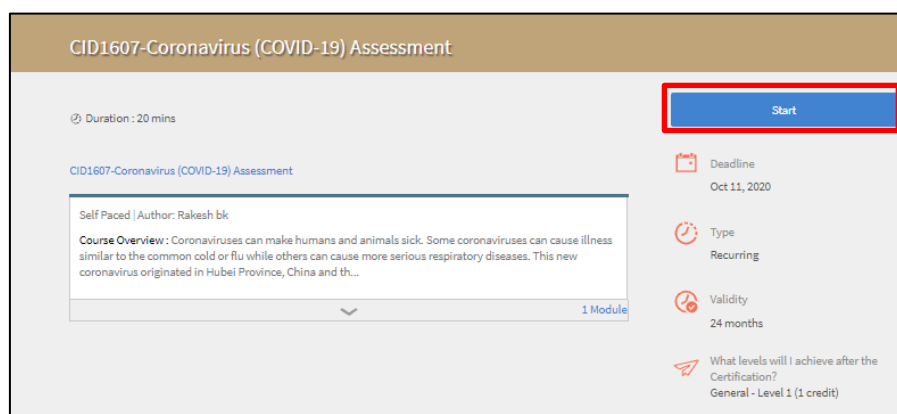 CID1607-Coronavirus (COVID-19) Assessment
Duration : 20 mins
CID1607-Coronavirus (COVID-19) Assessment
Self Paced | Author: Rakesh bk
Course Overview : Coronaviruses can make humans and animals sick. Some coronaviruses can cause illness
similar to the common cold or flu while others can cause more serious respiratory diseases. This new
coronavirus originated in Hubei Province, China and th...
1 Module
Start
Deadline
Oct 11, 2020
Type
Recurring
Validity
24 months
What levels will I achieve after the
Certification?
General - Level 1 (1 credit)